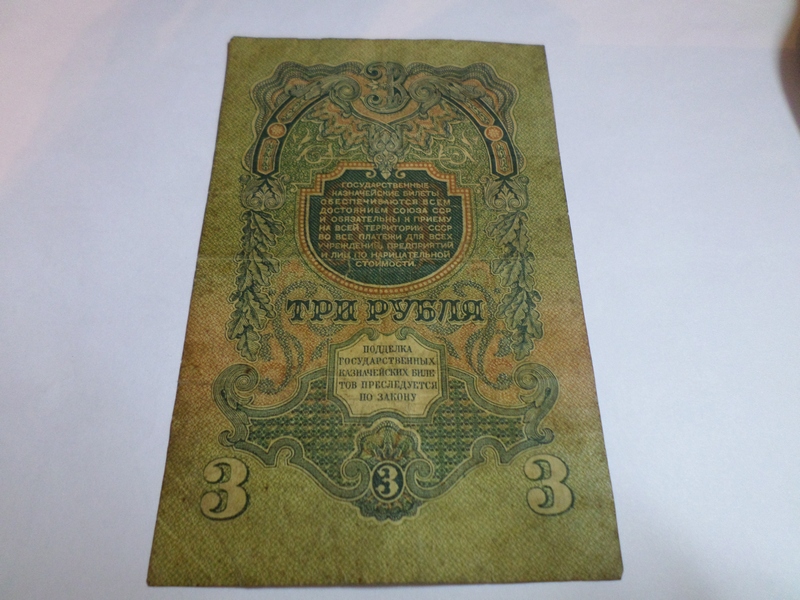 3
ГОСУДАРСТВЕННЫЕ
КАЗНАЧЕЙСКИЕ БИЛЕТЫ
ОБЕСПЕЧИВАЮТСЯ ВСЕМ
ДОСТОЯНИЕМ СОЮЗА ССР
И ОБЯЗАТЕЛЬНЫ К ПРИЕМУ
НА ВСЕЙ ТЕРРИТОРИИ СССР
ВО ВСЕ ПЛАТЕЖИ ДЛЯ ВСЕХ
УЧРЕЖДЕНИЙ, ПРЕДПРИЯТИЙ
И ЛИЦ ПО НАРИЦАТЕЛЬНОЙ
СТОИМОСТИ.
ТРИ РУБЛЯ
ПОДДЕЛКА
ГОСУДАРСТВЕННЫХ
КАЗНАЧЕЙСКИХ БИЛЕ
ТОВ ПРЕСЛЕДУЕТСЯ
ПО ЗАКОНУ
3 3 3